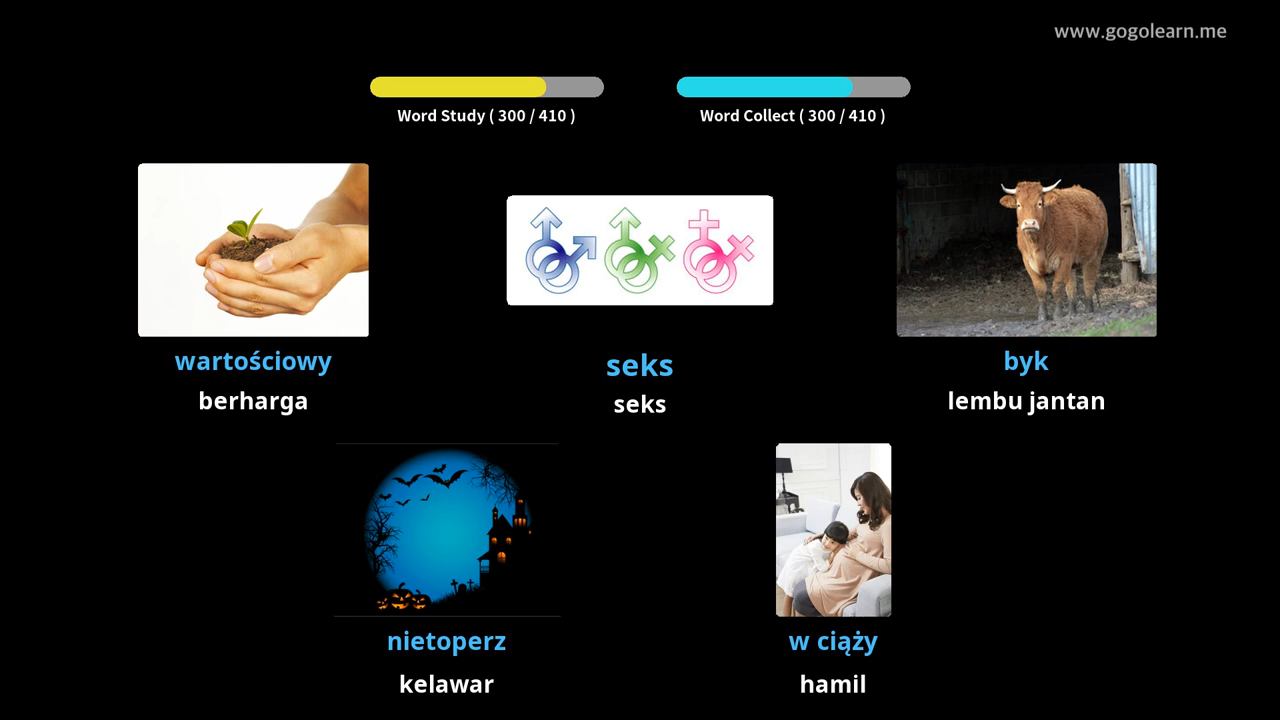 www.gogolearn.me
Word Study ( 300 / 410 )
Word Collect ( 300 / 410 )
wartościowy
berharga
seks
seks
byk
lembu jantan
nietoperz
kelawar
w ciąży
hamil